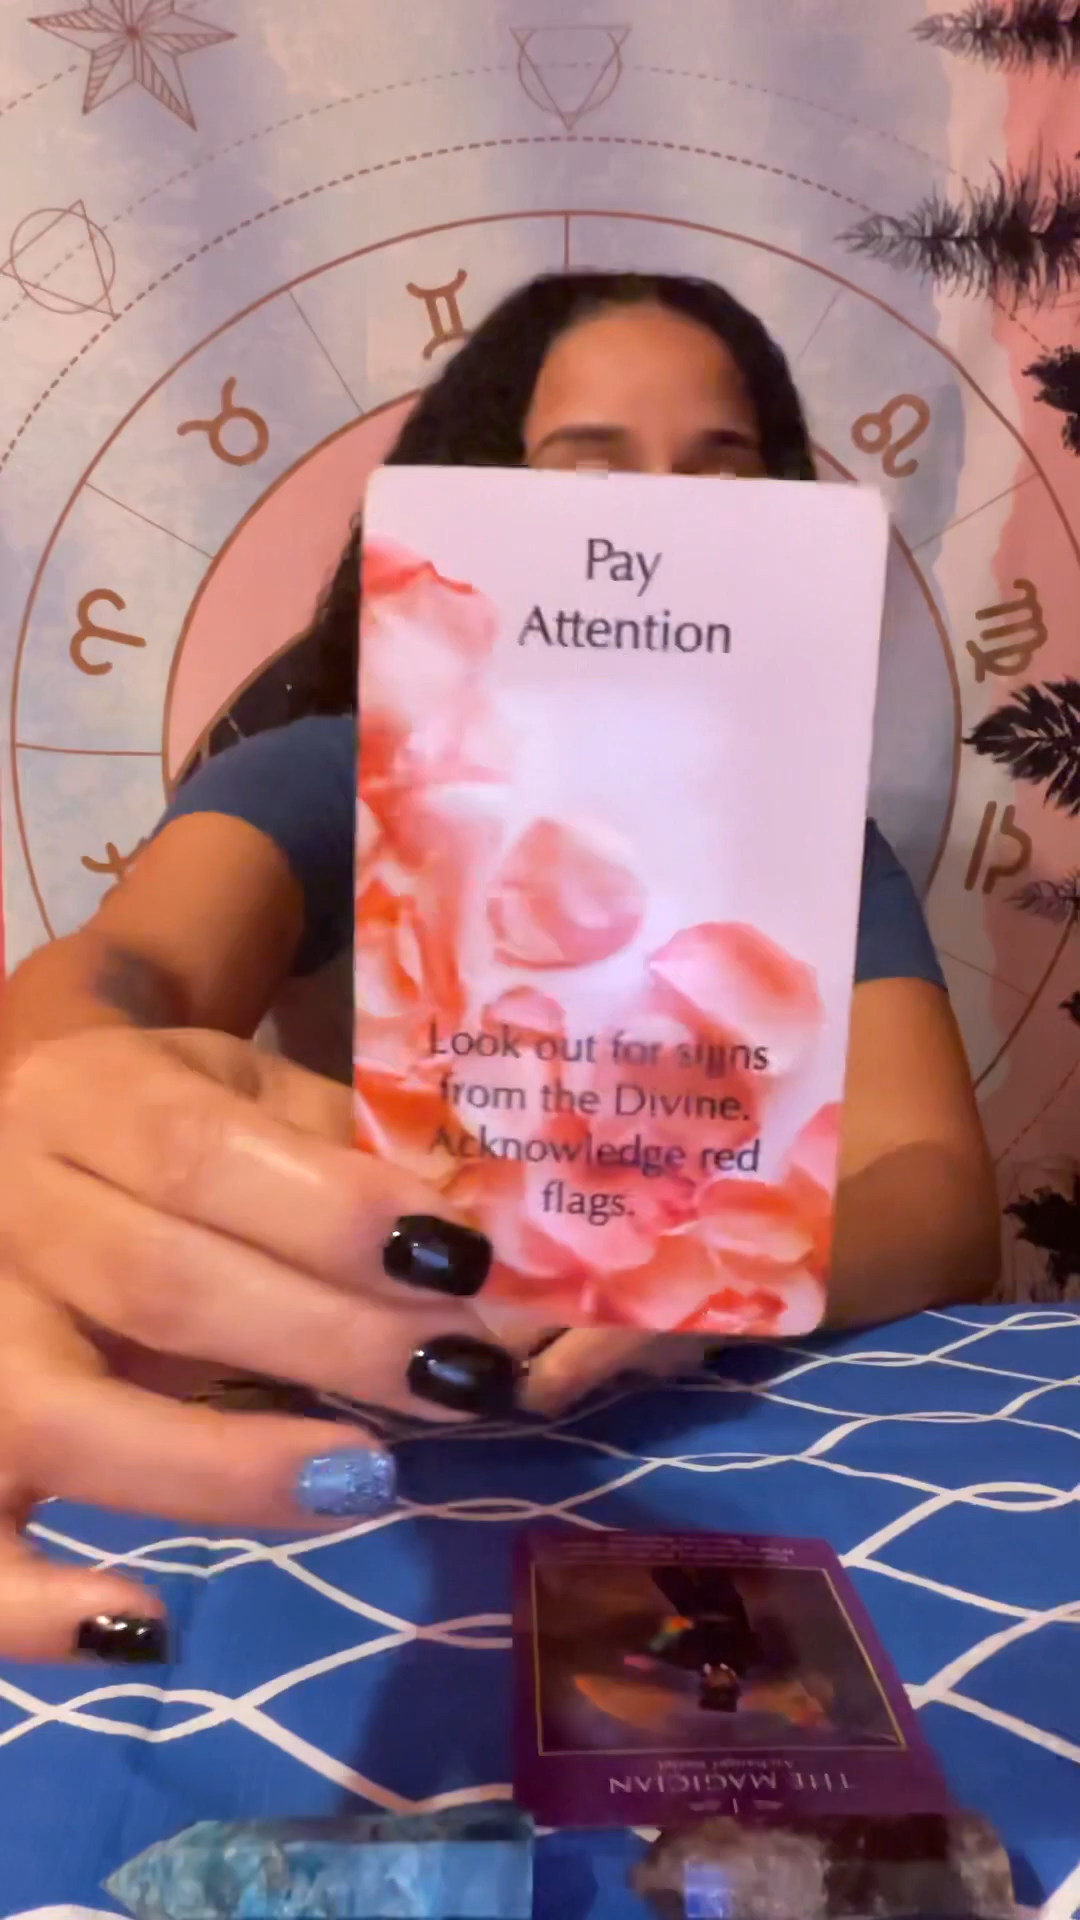 Pay
Attention
Look out for signs
from the Divine.
Acknowledge red
flags.
I
THE MAGICIAN